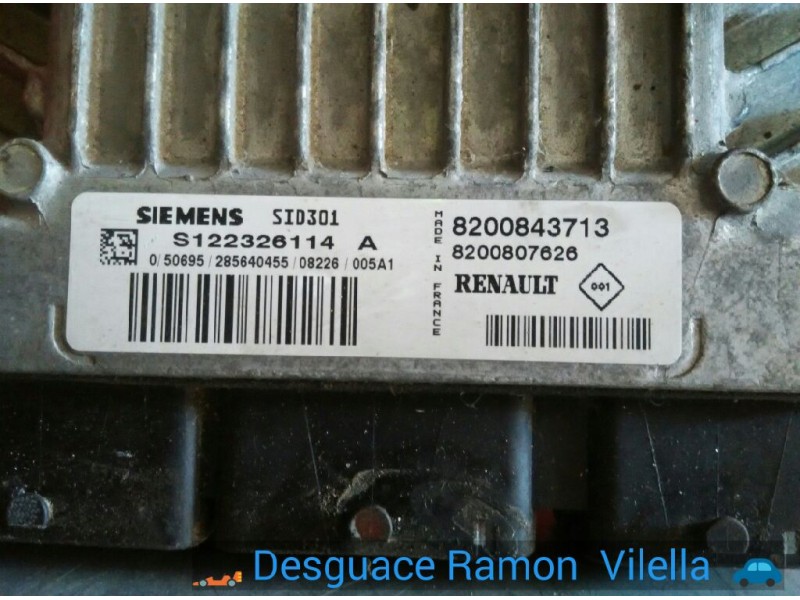 SIEMENS SID301
S122326114 A
0/50695/285640455/08226/005A1
MADE IN FRANCE
8200843713
8200807626
RENAULT 001
Desguace Ramon Vilella